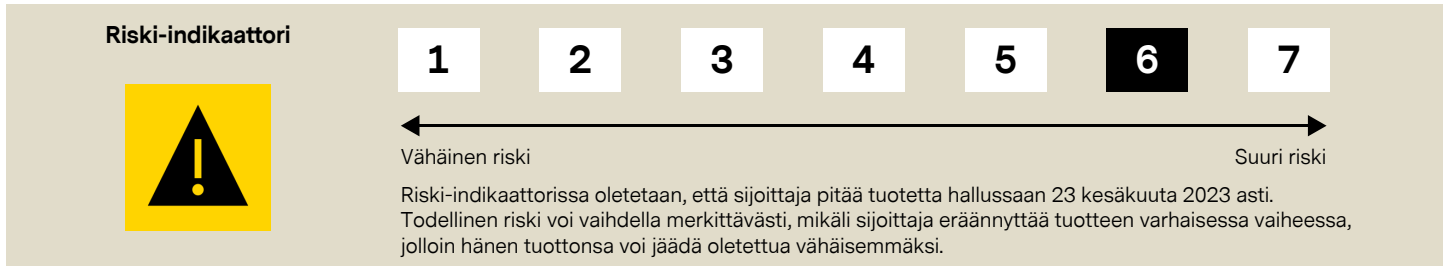 Riski-indikaattori
1 2 3 4 5 6 7
Vähäinen riski Suuri riski
Riski-indikaattorissa oletetaan, että sijoittaja pitää tuotetta hallussaan 23 kesäkuuta 2023 asti.
Todellinen riski voi vaihdella merkittävästi, mikäli sijoittaja eräännyttää tuotteen varhaisessa vaiheessa,
jolloin hänen tuottonsa voi jäädä oletettua vähäisemmäksi.